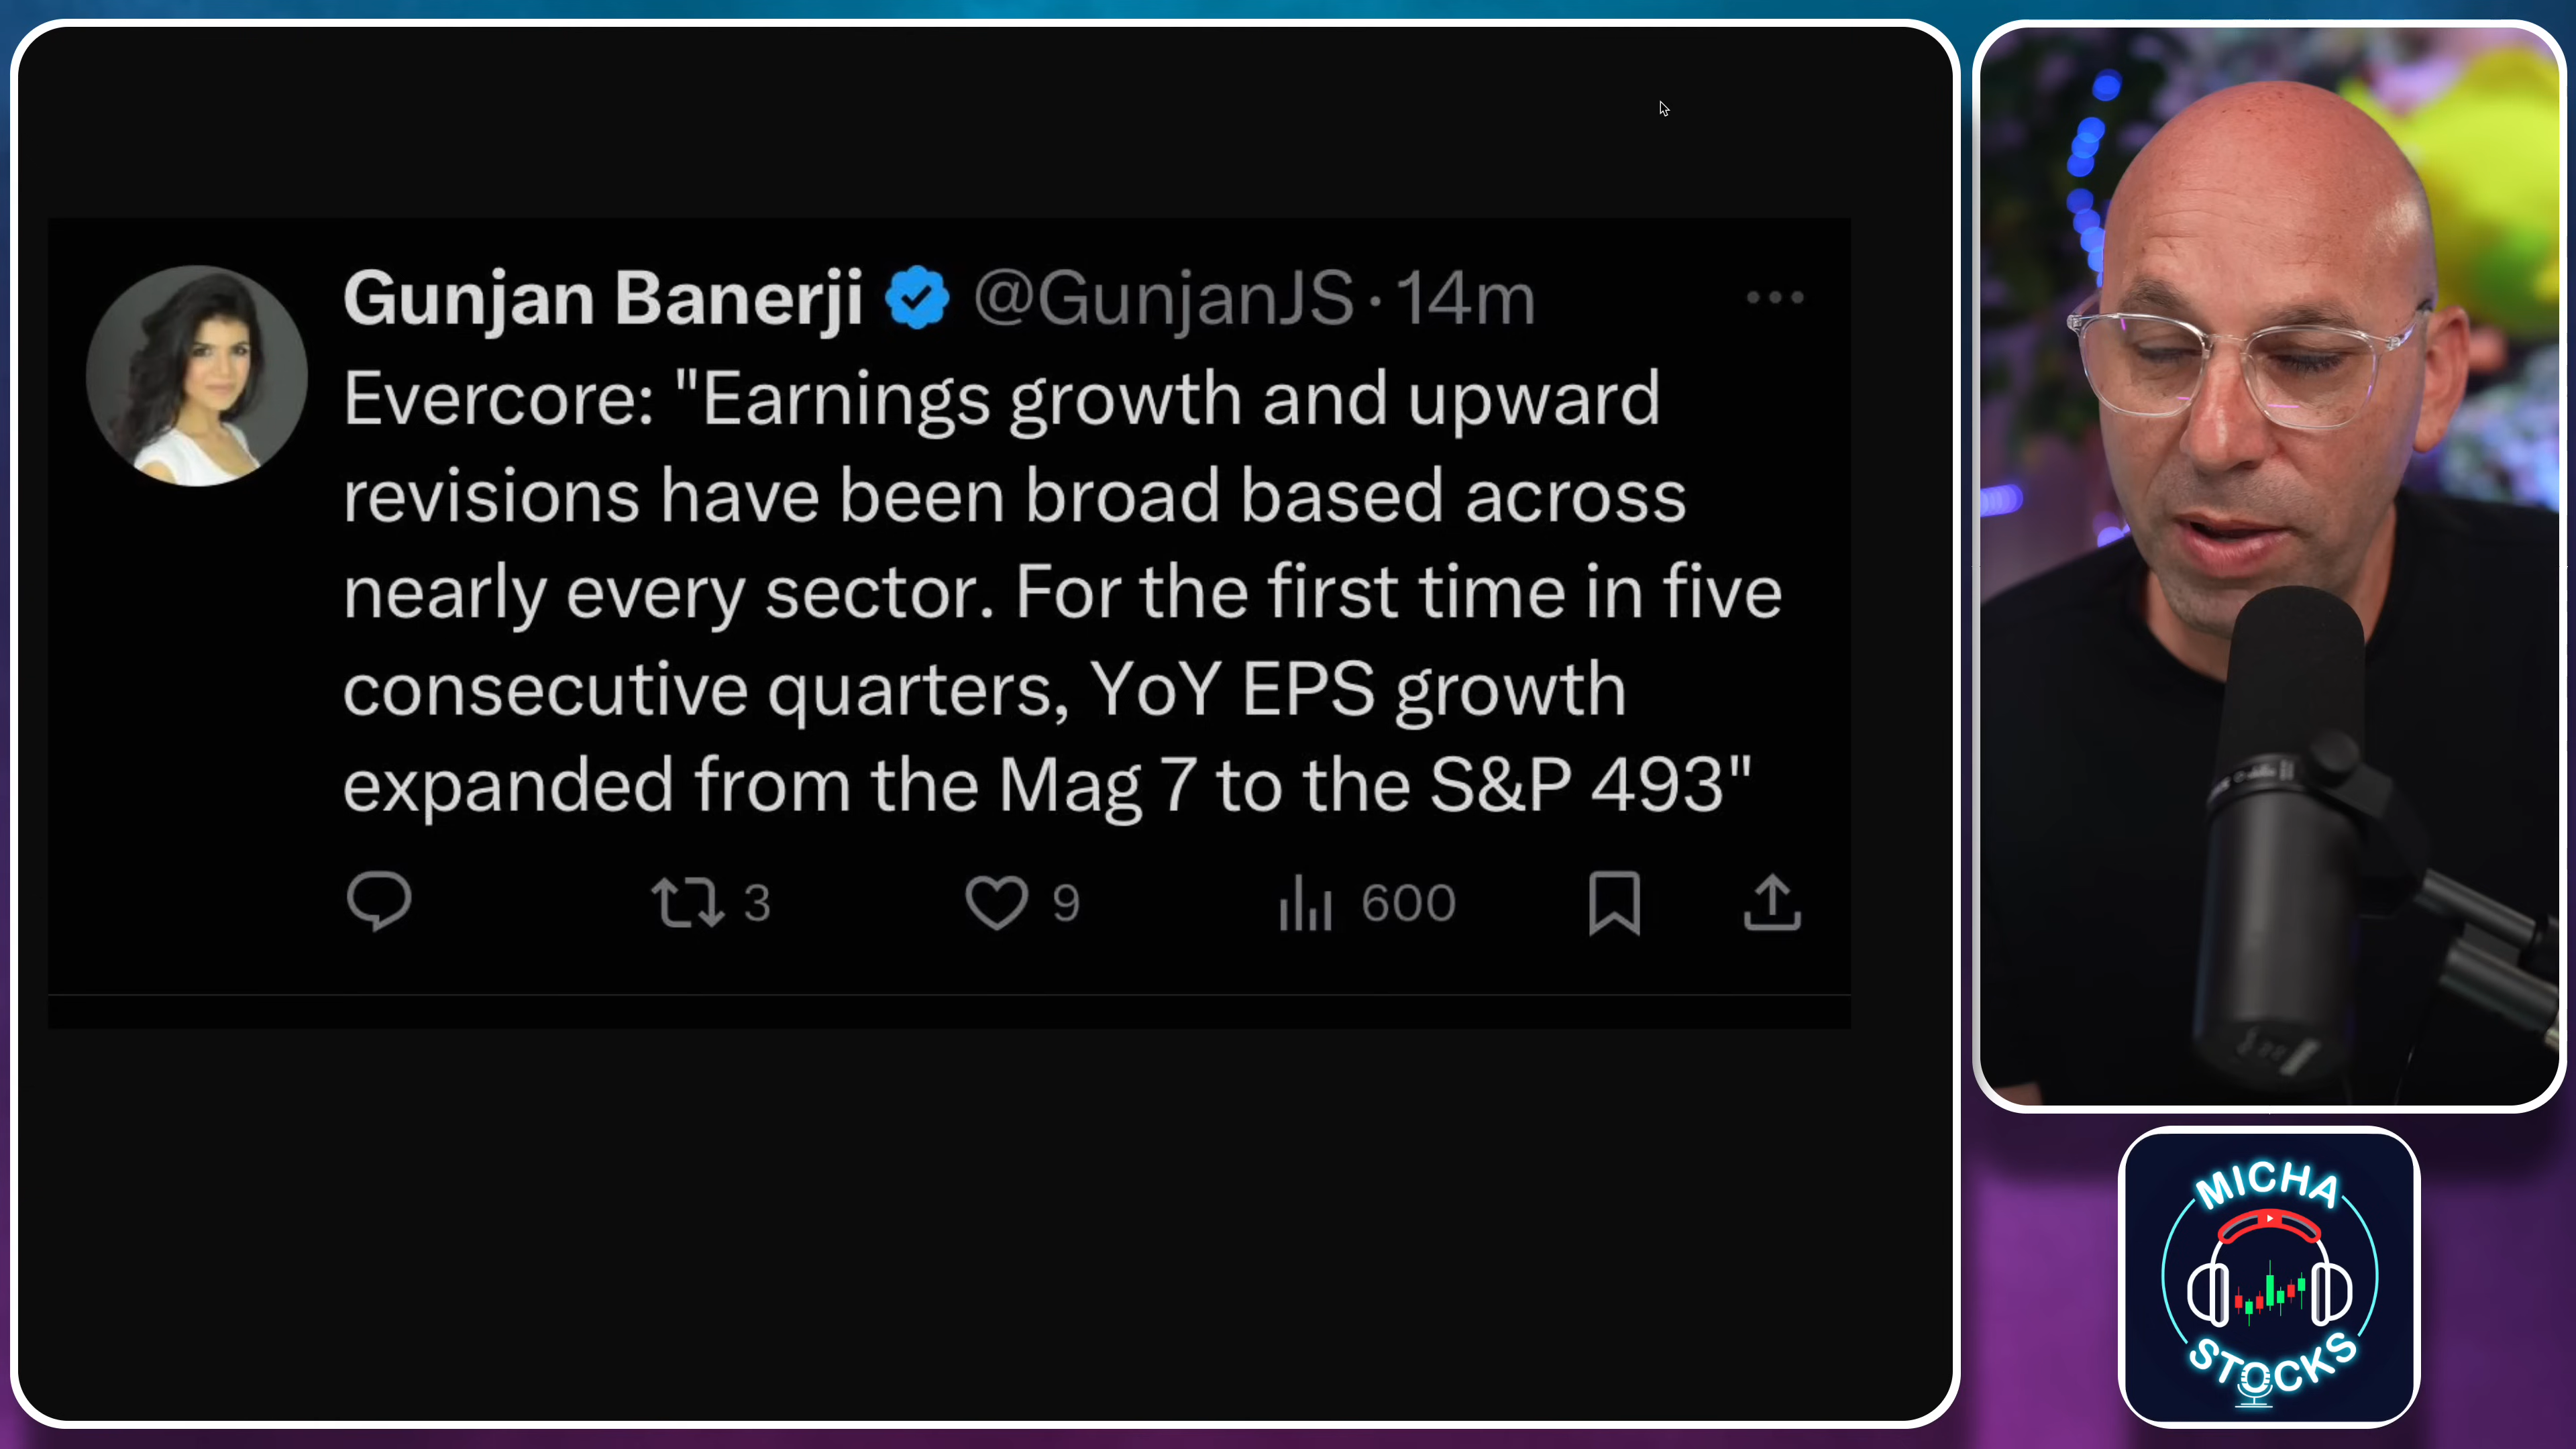 Gunjan Banerji @GunjanJS · 14m
Evercore: "Earnings growth and upward
revisions have been broad based across
nearly every sector. For the first time in five
consecutive quarters, YoY EPS growth
expanded from the Mag 7 to the S&P 493"
3 9 600
MICHA
STOCKS